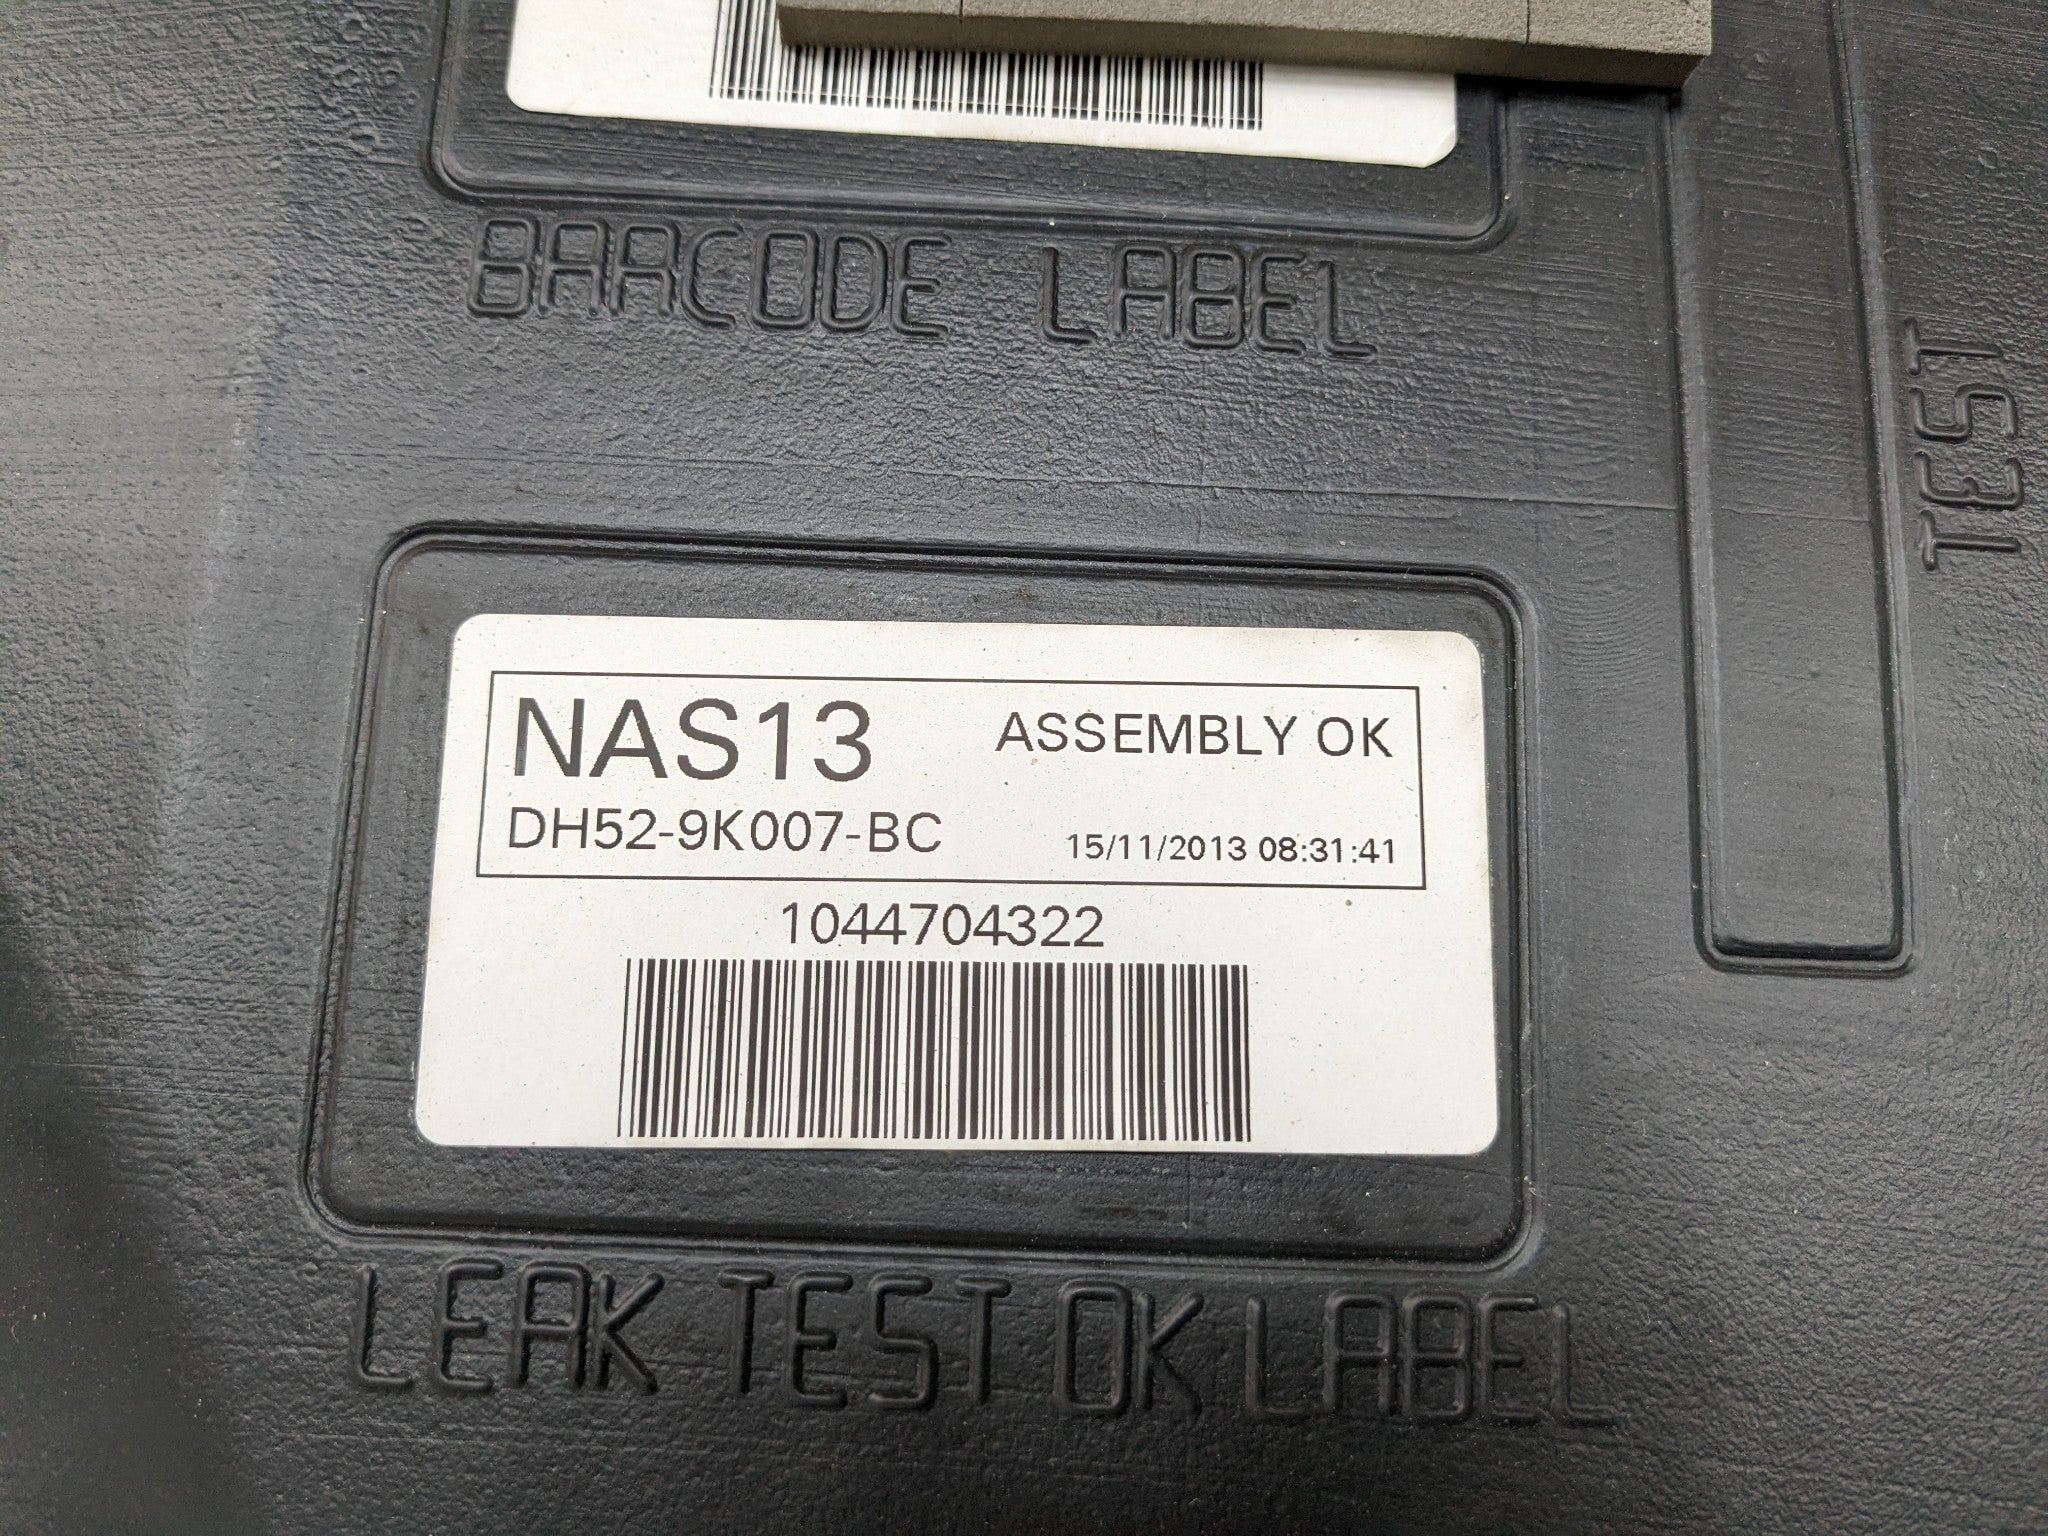 BARCODE LABEL
TEST
NAS13 ASSEMBLY OK
DH52-9K007-BC 15/11/2013 08:31:41
1044704322
LEAK TEST OK LABEL